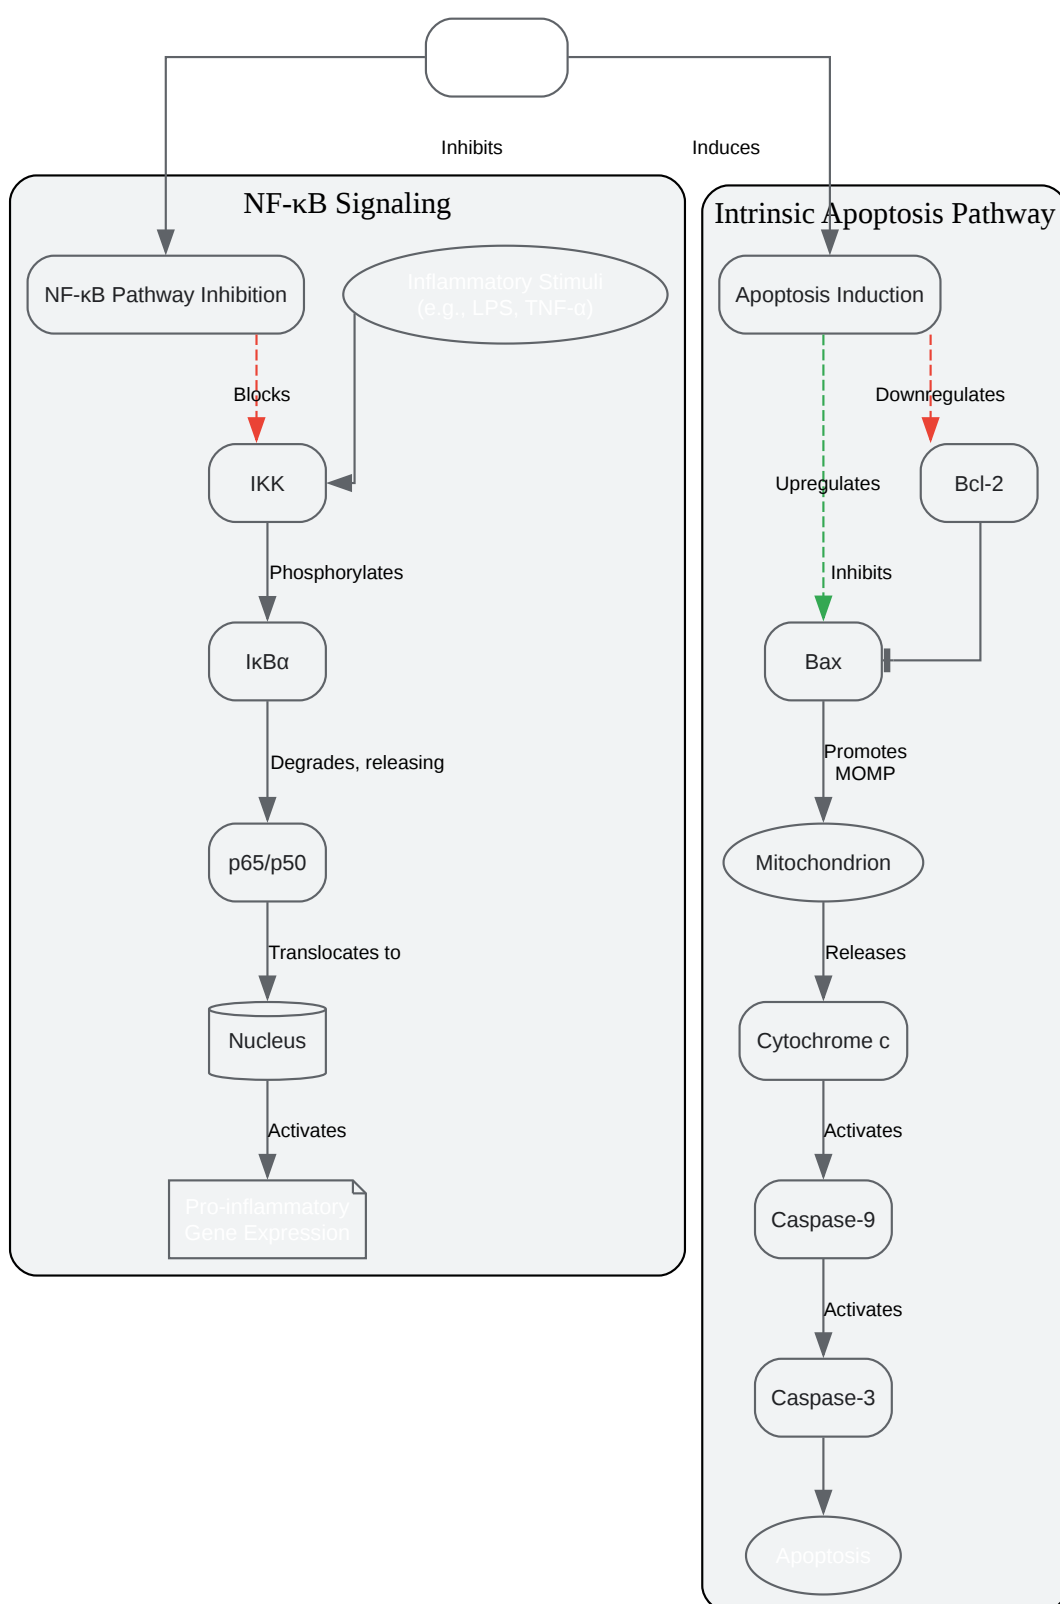 Inhibits
Induces
NF-κB Signaling
Intrinsic Apoptosis Pathway
NF-κB Pathway Inhibition
Inflammatory Stimuli
(e.g., LPS, TNF-α)
Apoptosis Induction
Blocks
Downregulates
IKK
Upregulates
Bcl-2
Phosphorylates
Inhibits
IκBα
Bax
Degrades, releasing
Promotes
MOMP
p65/p50
Mitochondrion
Translocates to
Releases
Nucleus
Cytochrome c
Activates
Activates
Pro-inflammatory
Gene Expression
Caspase-9
Activates
Caspase-3
Apoptosis